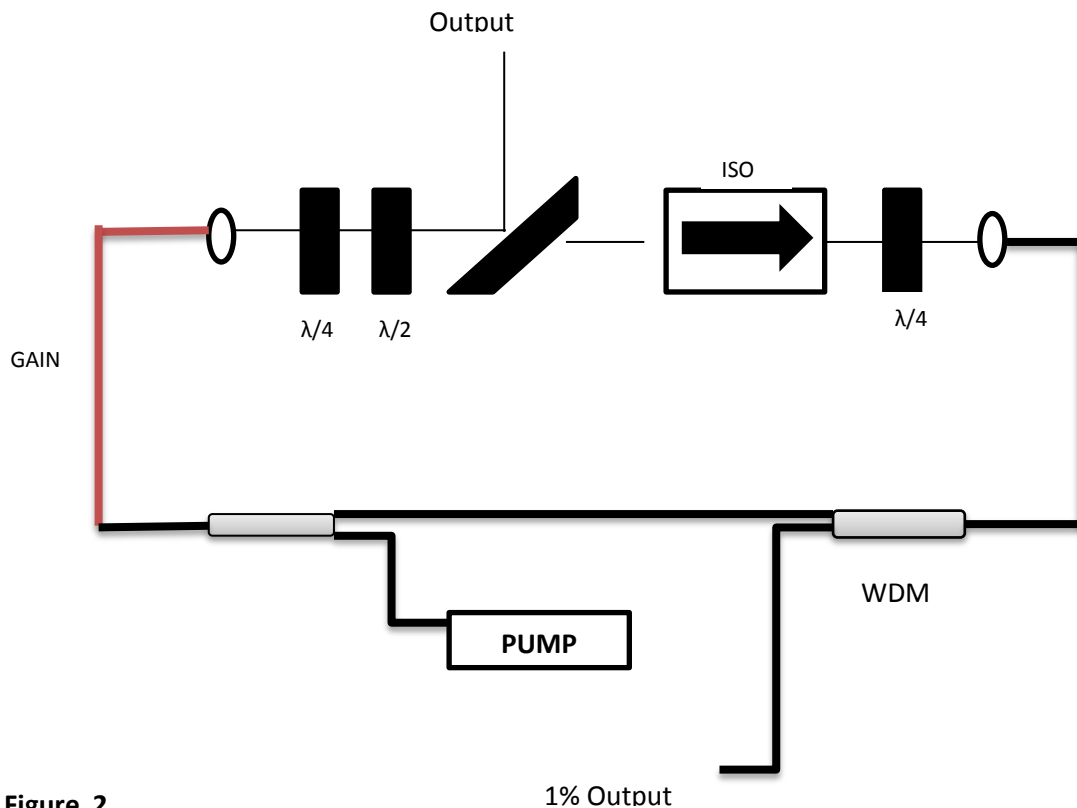 Output
ISO
λ/4
λ/2
λ/4
GAIN
WDM
PUMP
1% Output
Figure 2